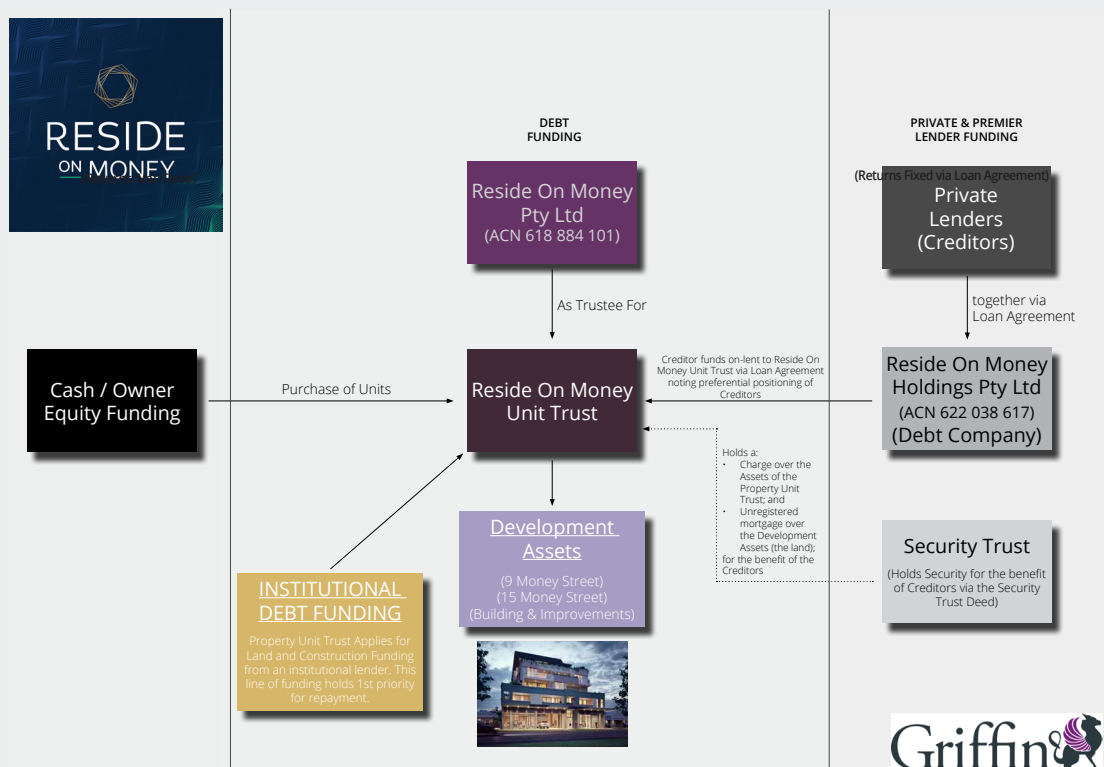 RESIDE
ON MONEY
DEBT
FUNDING
PRIVATE & PREMIER
LENDER FUNDING
Reside On Money
Pty Ltd
(ACN 618 884 101)
(Returns Fixed via Loan Agreement)
Private
Lenders
(Creditors)
As Trustee For
together via
Loan Agreement
Cash / Owner
Equity Funding
Purchase of Units
Reside On Money
Unit Trust
Creditor funds on-lent to Reside On
Money Unit Trust via Loan Agreement
noting preferential positioning of
Creditors
Reside On Money
Holdings Pty Ltd
(ACN 622 038 617)
(Debt Company)
Holds a:
• Charge over the
Assets of the
Property Unit
Trust; and
• Unregistered
mortgage over
the Development
Assets (the land);
for the benefit of the
Creditors
Development
Assets
(9 Money Street)
(15 Money Street)
(Building & Improvements)
Security Trust
(Holds Security for the benefit
of Creditors via the Security
Trust Deed)
INSTITUTIONAL
DEBT FUNDING
Property Unit Trust Applies for
Land and Construction Funding
from an institutional lender. This
line of funding holds 1st priority
for repayment.
Griffin